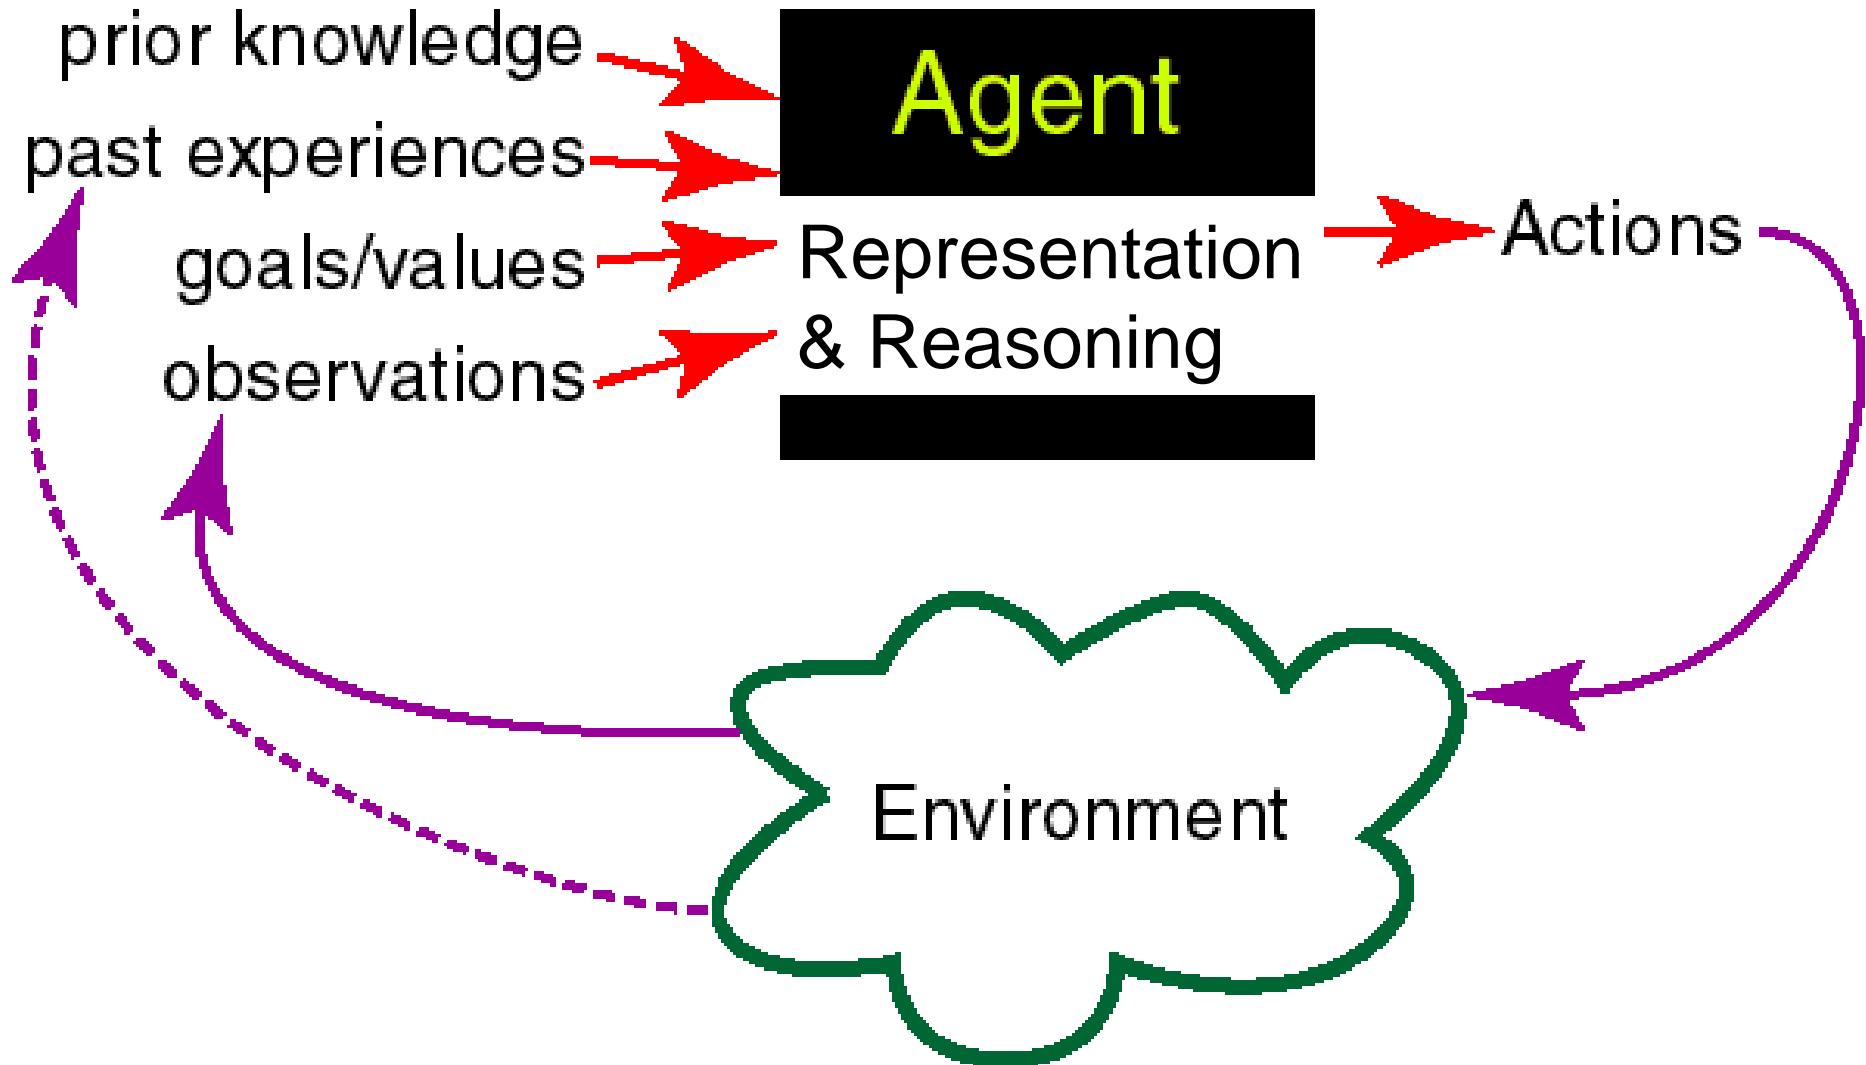 prior knowledge
past experiences
goals/values
observations
Agent
Representation
& Reasoning
Actions
Environment